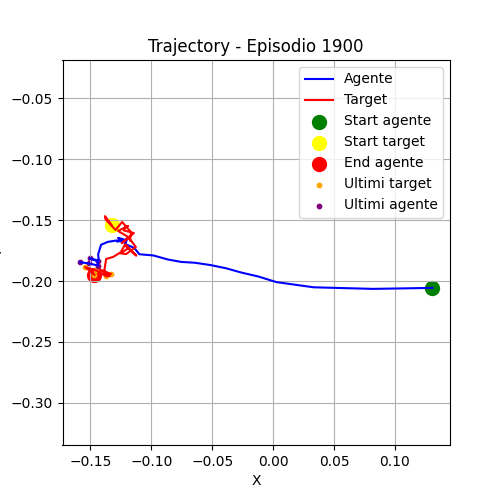 Trajectory - Episodio 1900
Agente
Target
Start agente
Start target
End agente
Ultimi target
Ultimi agente
−0.05
−0.10
−0.15
−0.20
−0.25
−0.30
−0.15
−0.10
−0.05
0.00
0.05
0.10
X